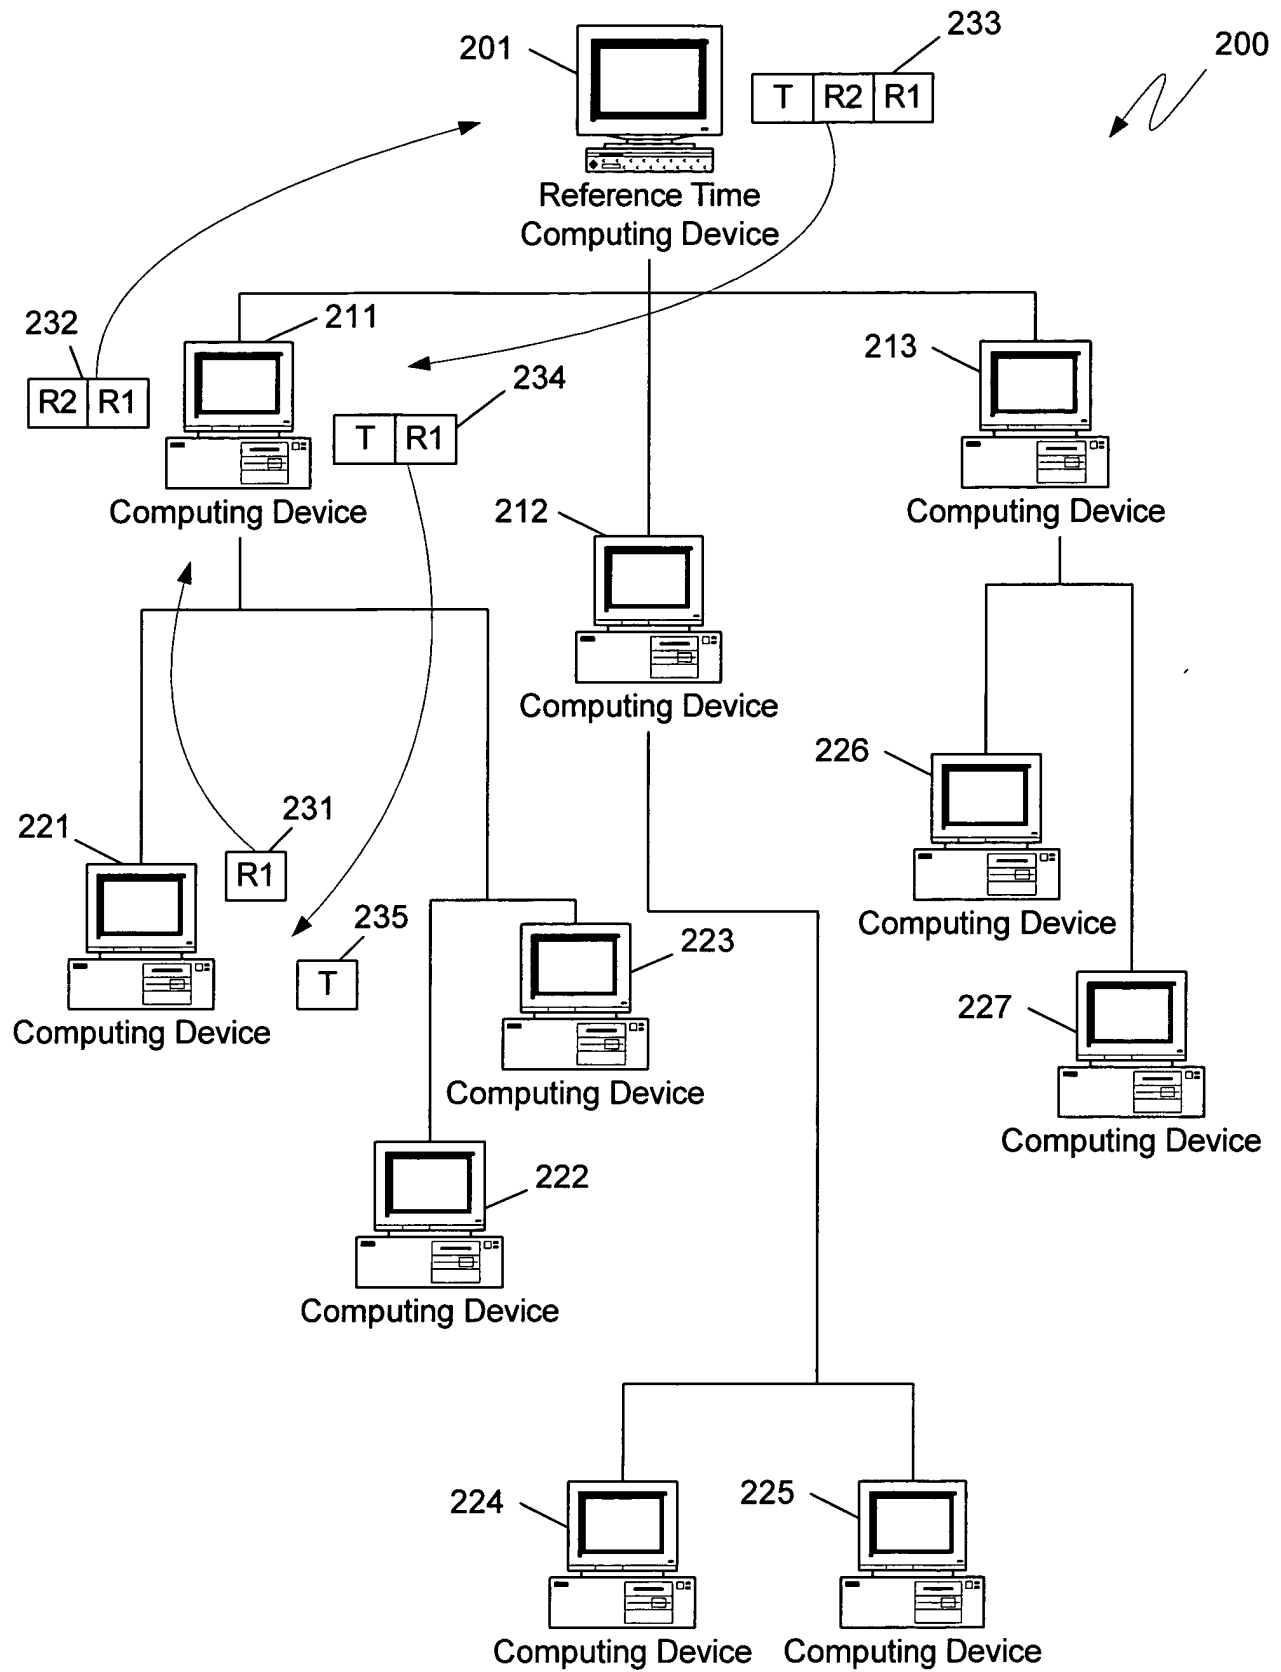 233
201
200
T R2 R1
Reference Time
Computing Device
232
211
213
R2 R1
234
T R1
Computing Device
212
Computing Device
Computing Device
226
221
231
R1
235
223
Computing Device
T
227
Computing Device
Computing Device
Computing Device
222
Computing Device
224
225
Computing Device
Computing Device